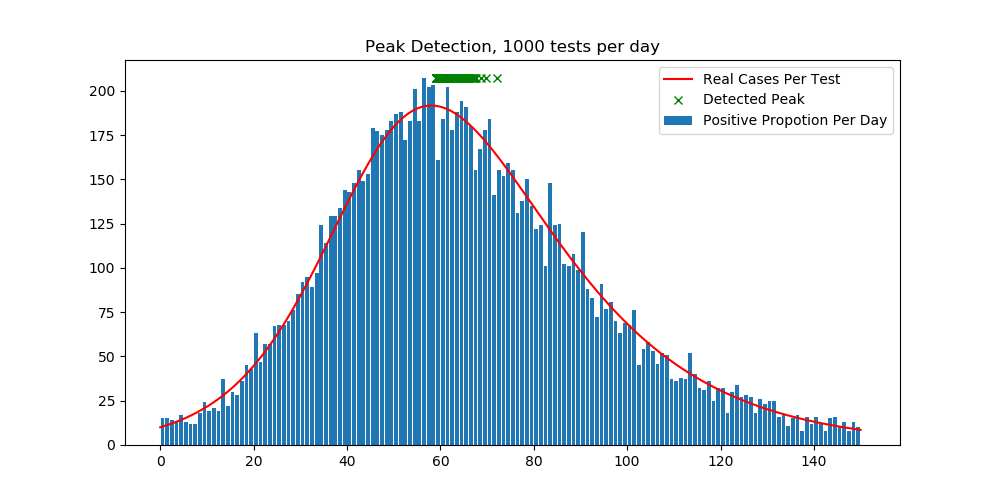 Peak Detection, 1000 tests per day
Real Cases Per Test
Detected Peak
Positive Propotion Per Day
200
175
150
125
100
75
50
25
0
0 20 40 60 80 100 120 140